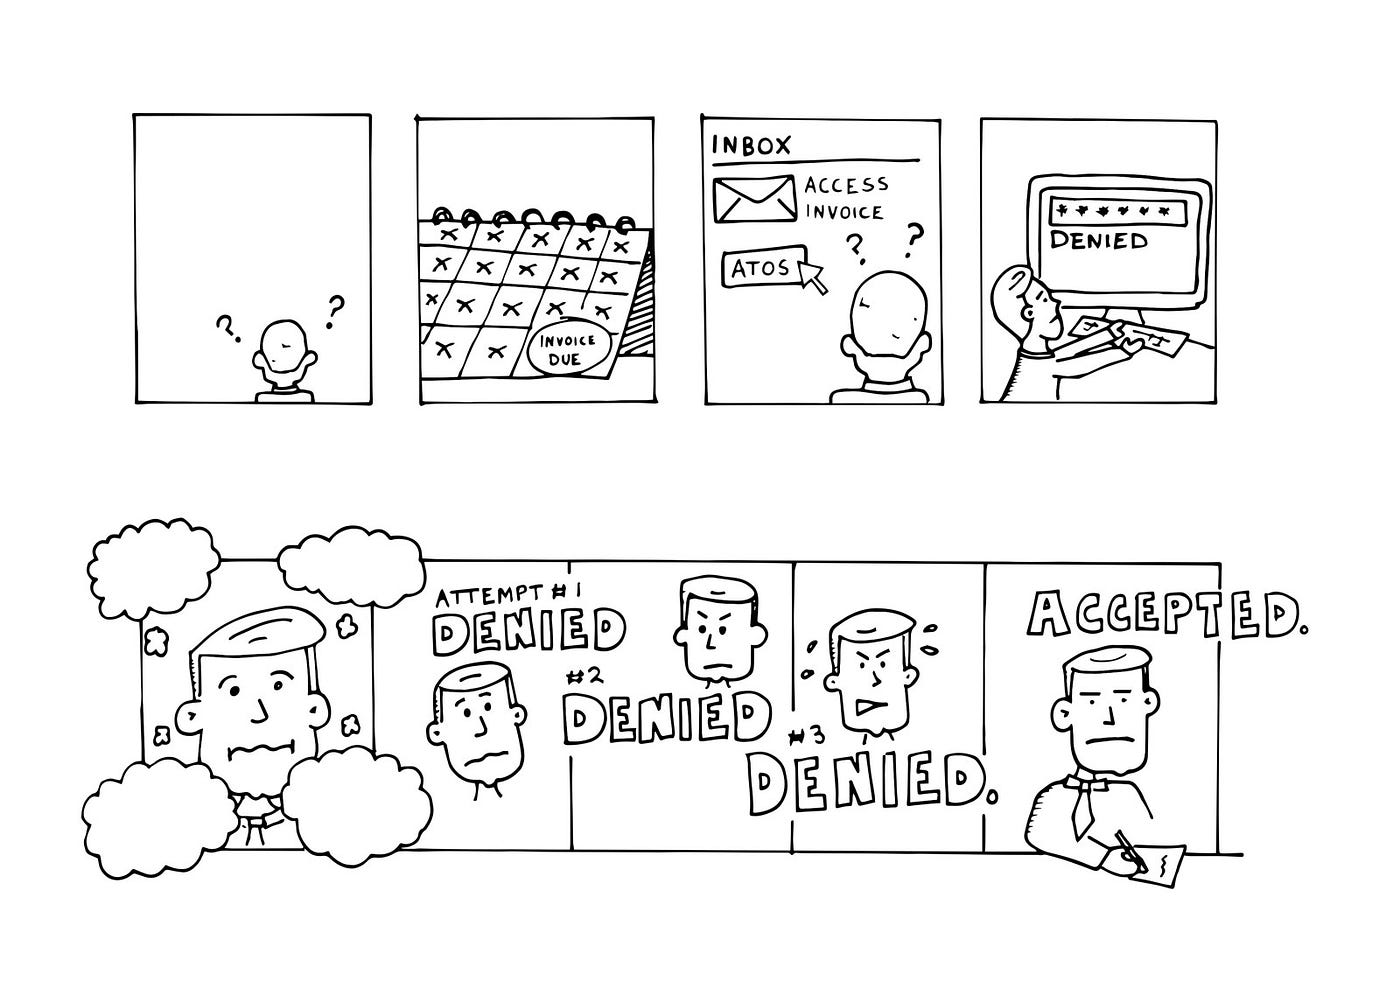 ? ?
INVOICE
DUE
INBOX
ACCESS
INVOICE
ATOS
? ?
******
DENIED
ATTEMPT #1
DENIED
#2
DENIED
#3
DENIED.
ACCEPTED.